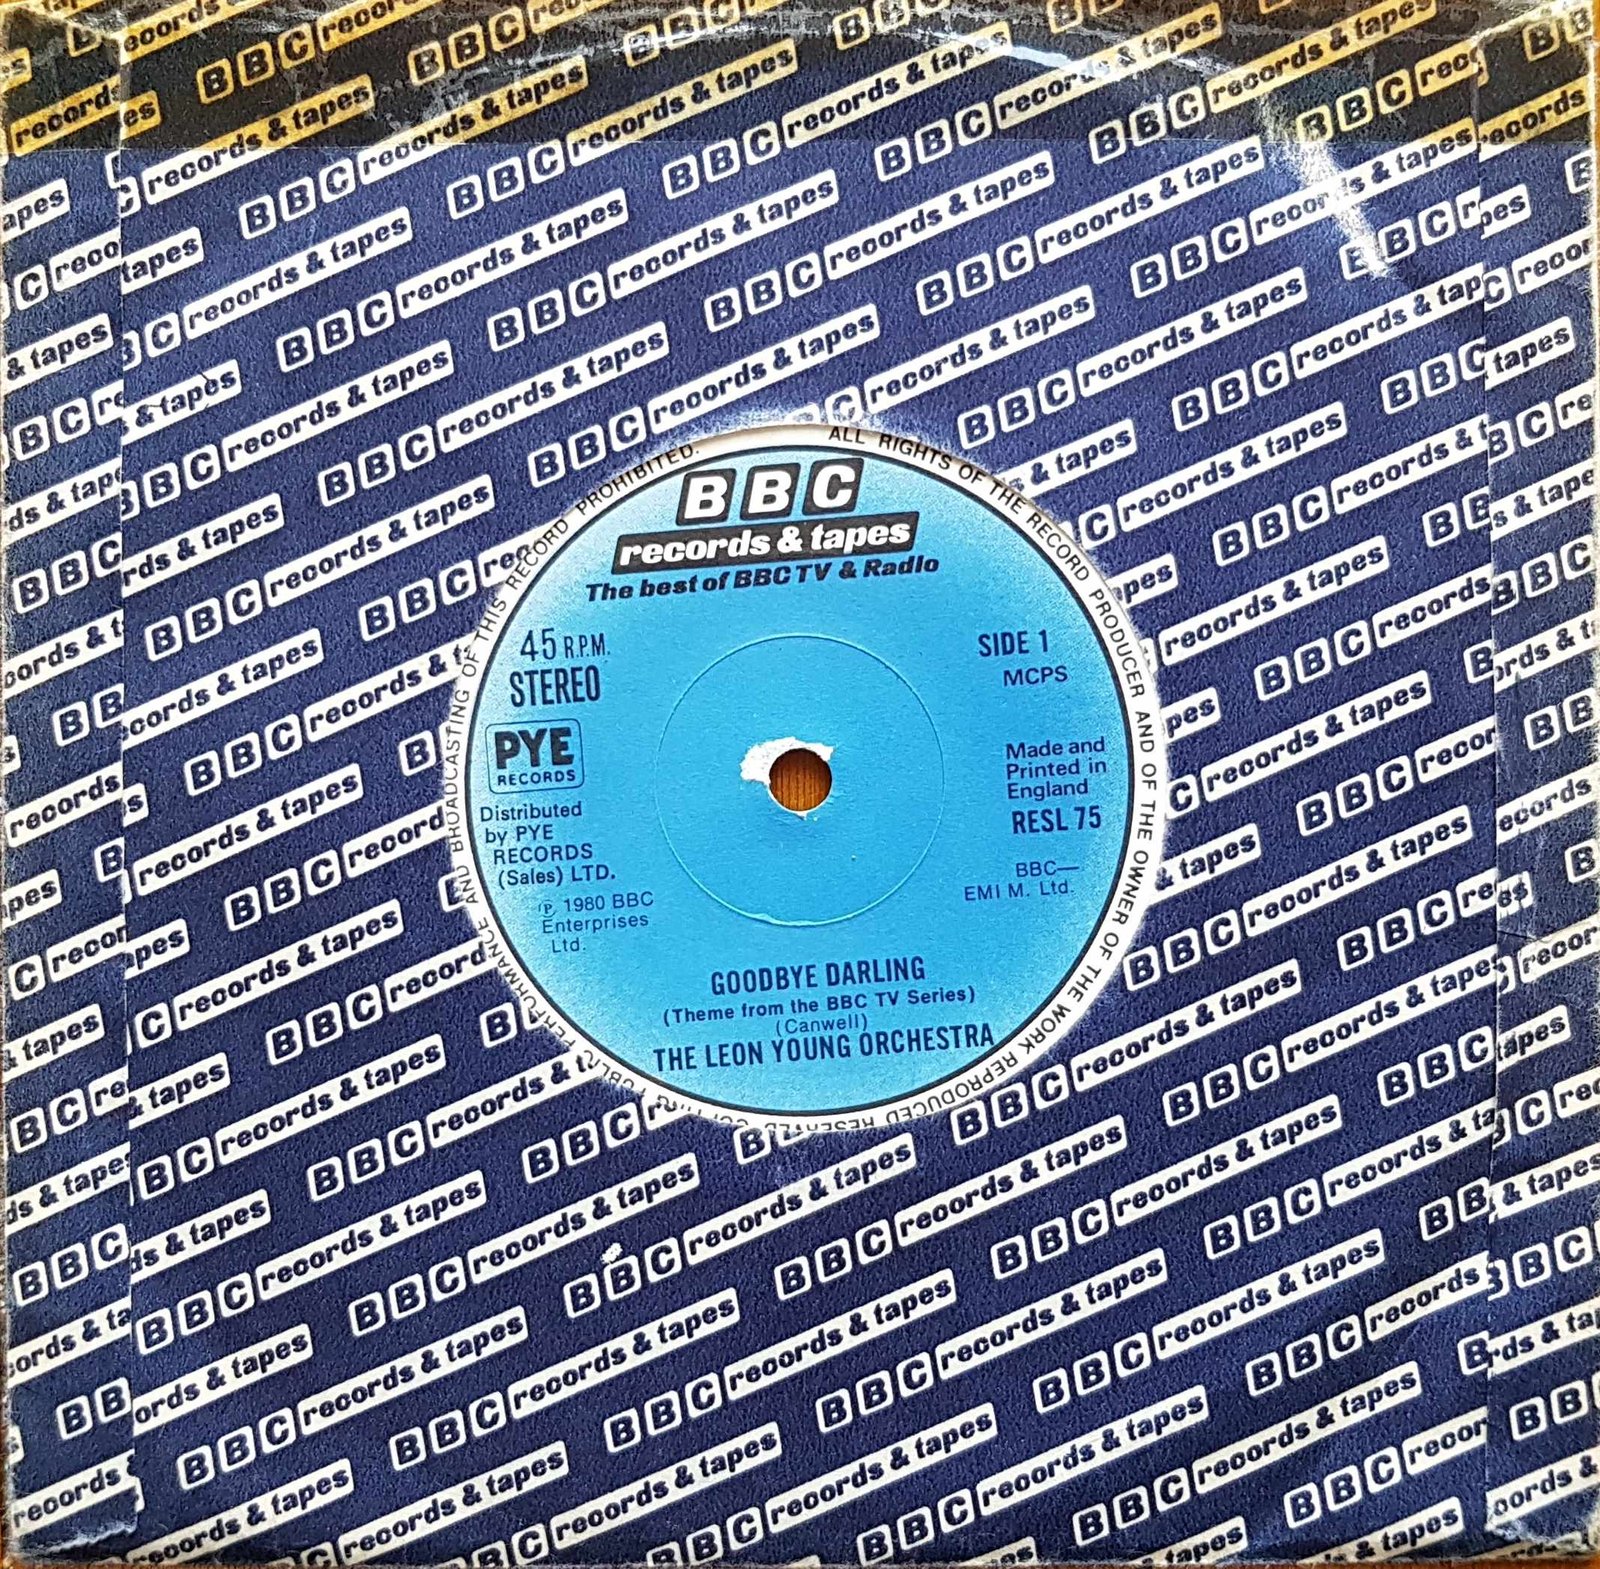 BBC
records & tapes
The best of BBC TV & Radio
45 R.P.M.
STEREO
SIDE 1
MCPS
PYE
RECORDS
Distributed
by PYE
RECORDS
(Sales) LTD.
℗ 1980 BBC
Enterprises
Ltd.
Made and
Printed in
England
RESL 75
BBC—
EMI M. Ltd.
GOODBYE DARLING
(Theme from the BBC TV Series)
(Canwell)
THE LEON YOUNG ORCHESTRA
ALL RIGHTS OF THE RECORD PRODUCER AND OF THE OWNER OF THE WORK REPRODUCED RESERVED
PERFORMANCE AND BROADCASTING OF THIS RECORD PROHIBITED.
BBC records & tapes